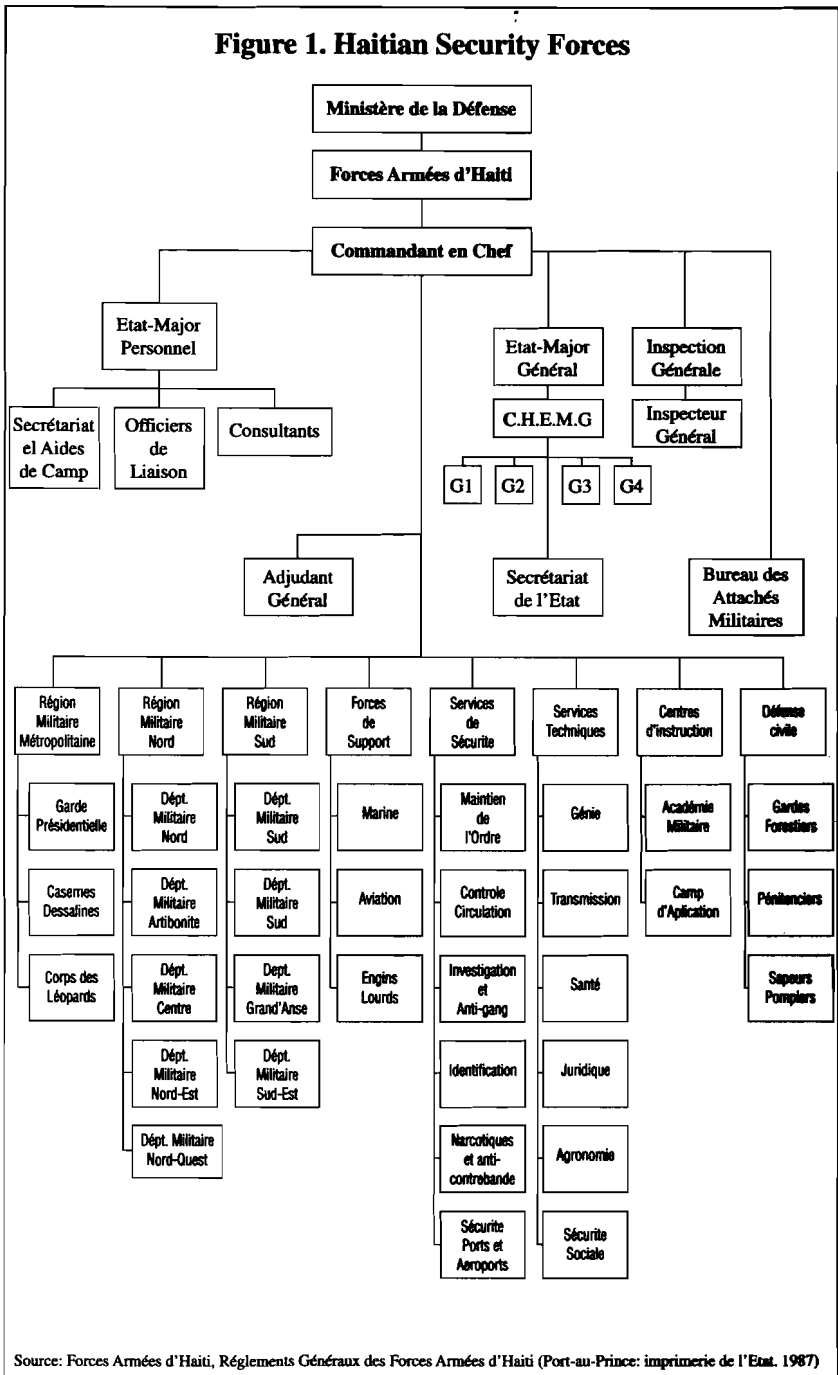 Figure 1. Haitian Security Forces
Ministère de la Défense
Forces Armées d'Haiti
Commandant en Chef
Etat-Major
Personnel
Etat-Major
Général
Inspection
Générale
Secrétariat
el Aides
de Camp
Officiers
de
Liaison
Consultants
C.H.E.M.G
Inspecteur
Général
G1
G2
G3
G4
Adjudant
Général
Secrétariat
de l'Etat
Bureau des
Attachés
Militaires
Région
Militaire
Métropolitaine
Région
Militaire
Nord
Région
Militaire
Sud
Forces
de
Support
Services
de
Sécurite
Services
Techniques
Centres
d'instruction
Défense
civile
Garde
Présidentielle
Casernes
Dessalines
Corps des
Léopards
Dépt.
Militaire
Nord
Dépt.
Militaire
Artibonite
Dépt.
Militaire
Centre
Dépt.
Militaire
Nord-Est
Dépt. Militaire
Nord-Quest
Dépt.
Militaire
Sud
Dépt.
Militaire
Sud
Dept.
Militaire
Grand'Anse
Dépt.
Militaire
Sud-Est
Marine
Aviation
Engins
Lourds
Maintien
de
l'Ordre
Controle
Circulation
Investigation
et
Anti-gang
Identification
Narcotiques
et anti-
contrebande
Sécurite
Ports et
Aeroports
Génie
Transmission
Santé
Juridique
Agronomie
Sécurite
Sociale
Académie
Militaire
Camp
d'Aplication
Gardes
Forestiers
Pénitenciers
Sapeurs
Pompiers
Source: Forces Armées d'Haiti, Réglements Généraux des Forces Armées d'Haiti (Port-au-Prince: imprimerie de l'Etat. 1987)